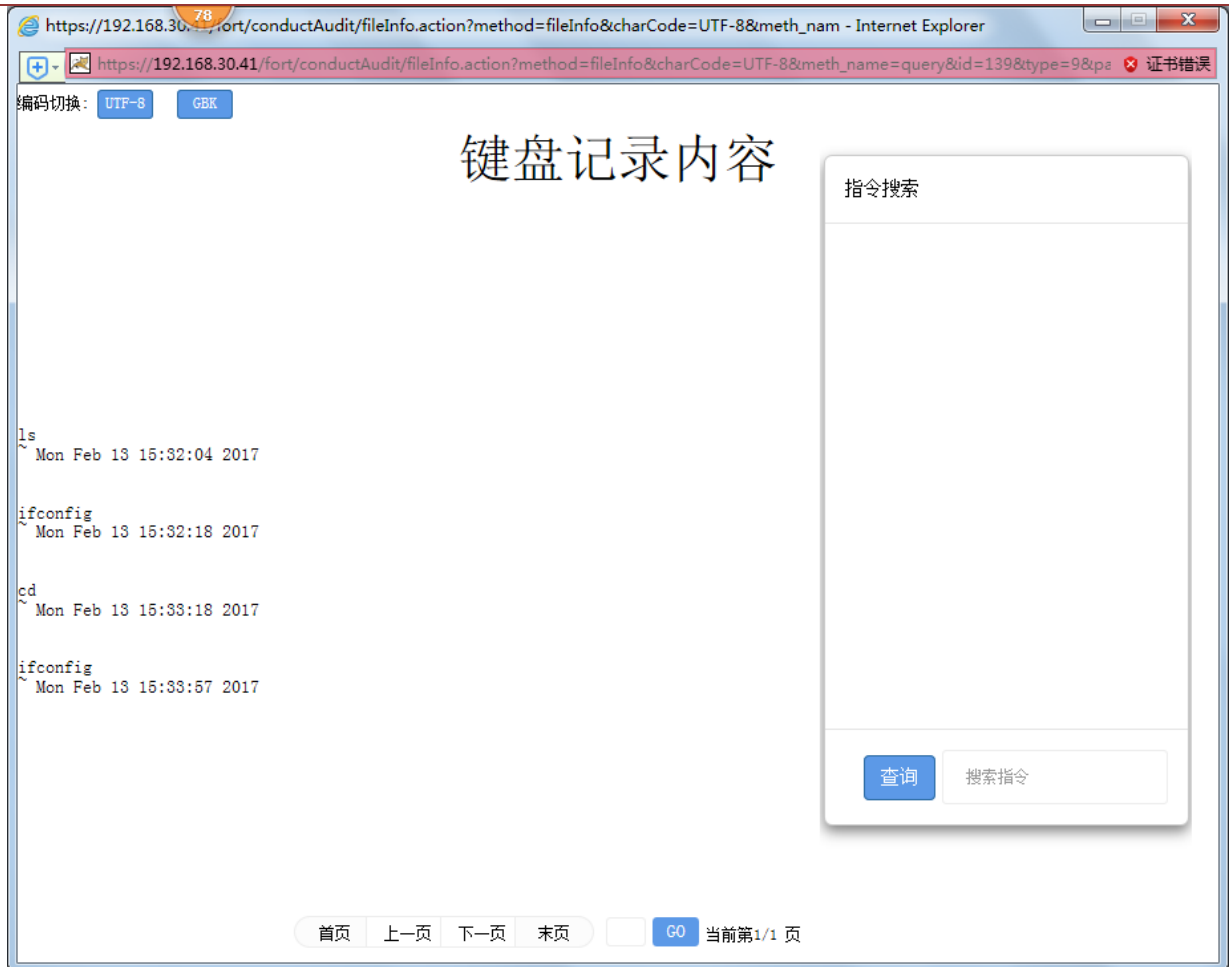 78
https://192.168.30.41/fort/conductAudit/fileInfo.action?method=fileInfo&charCode=UTF-8&meth_nam - Internet Explorer
https://192.168.30.41/fort/conductAudit/fileInfo.action?method=fileInfo&charCode=UTF-8&meth_name=query&id=139&type=9&pa 证书错误
编码切换: UTF-8 GBK
键盘记录内容
指令搜索
ls
~ Mon Feb 13 15:32:04 2017
ifconfig
~ Mon Feb 13 15:32:18 2017
cd
~ Mon Feb 13 15:33:18 2017
ifconfig
~ Mon Feb 13 15:33:57 2017
查询 搜索指令
首页 上一页 下一页 末页 GO 当前第1/1 页